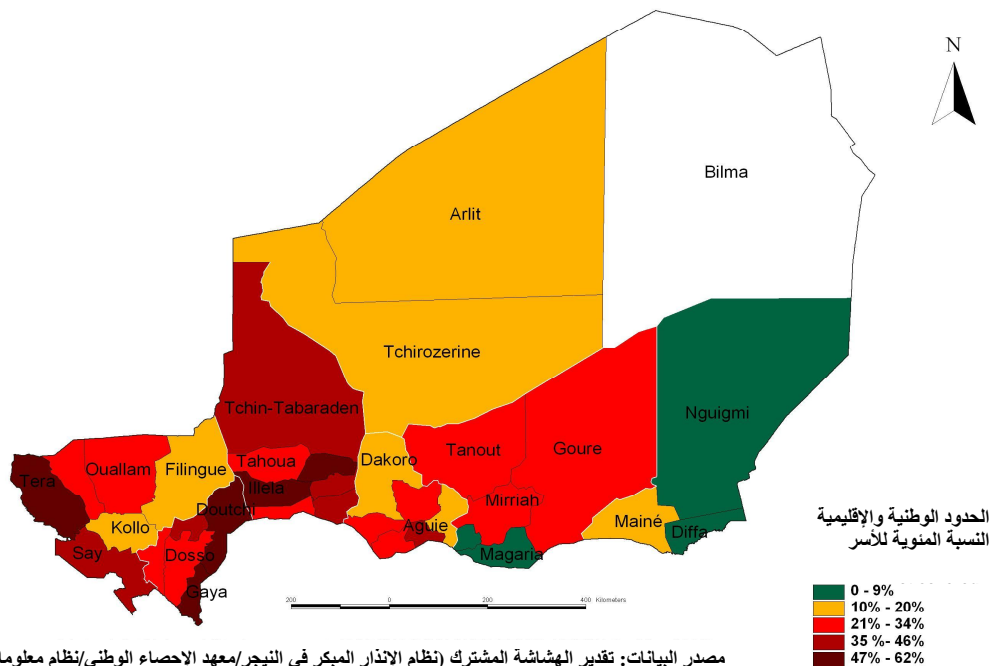 N
Bilma
Arlit
Tchirozerine
Tchin-Tabaraden
Nguigmi
Tanout
Goure
Dakoro
Tahoua
Filingue
Ouallam
Tera
Illela
Mirriah
Doutchi
Kollo
Aguie
Mainé
Diffa
Say
Dosso
Magaria
Gaya
الحدود الوطنية والإقليمية
النسبة المئوية للأسر
0 - 9%
10% - 20%
21% - 34%
35 %- 46%
47% - 62%
200 0 200 400 Kilometers
مصدر البيانات: تقدير الهشاشة المشترك (نظام الانذار المبكر في النيجر/معهد الاحصاء الوطني/نظام معلوما